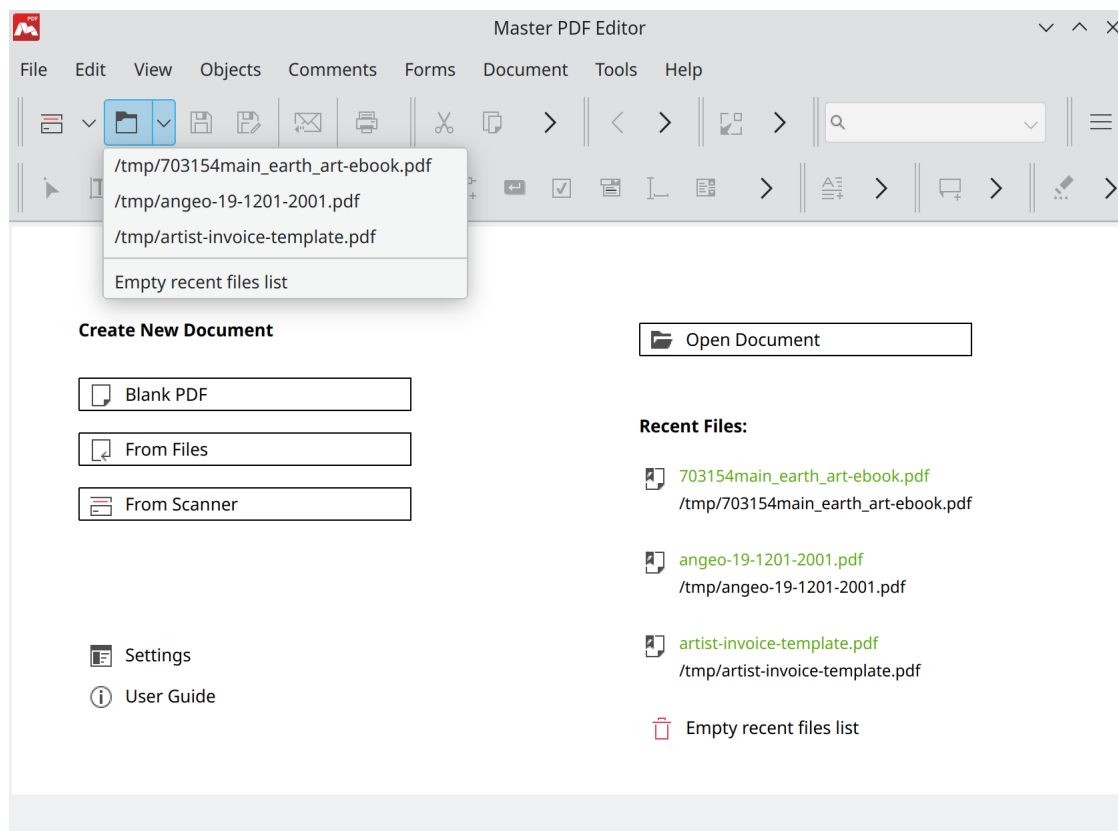 PDF
Master PDF Editor
File Edit View Objects Comments Forms Document Tools Help
/tmp/703154main_earth_art-ebook.pdf
/tmp/angeo-19-1201-2001.pdf
/tmp/artist-invoice-template.pdf
Empty recent files list
Create New Document
Blank PDF
From Files
From Scanner
Settings
User Guide
Open Document
Recent Files:
703154main_earth_art-ebook.pdf
/tmp/703154main_earth_art-ebook.pdf
angeo-19-1201-2001.pdf
/tmp/angeo-19-1201-2001.pdf
artist-invoice-template.pdf
/tmp/artist-invoice-template.pdf
Empty recent files list